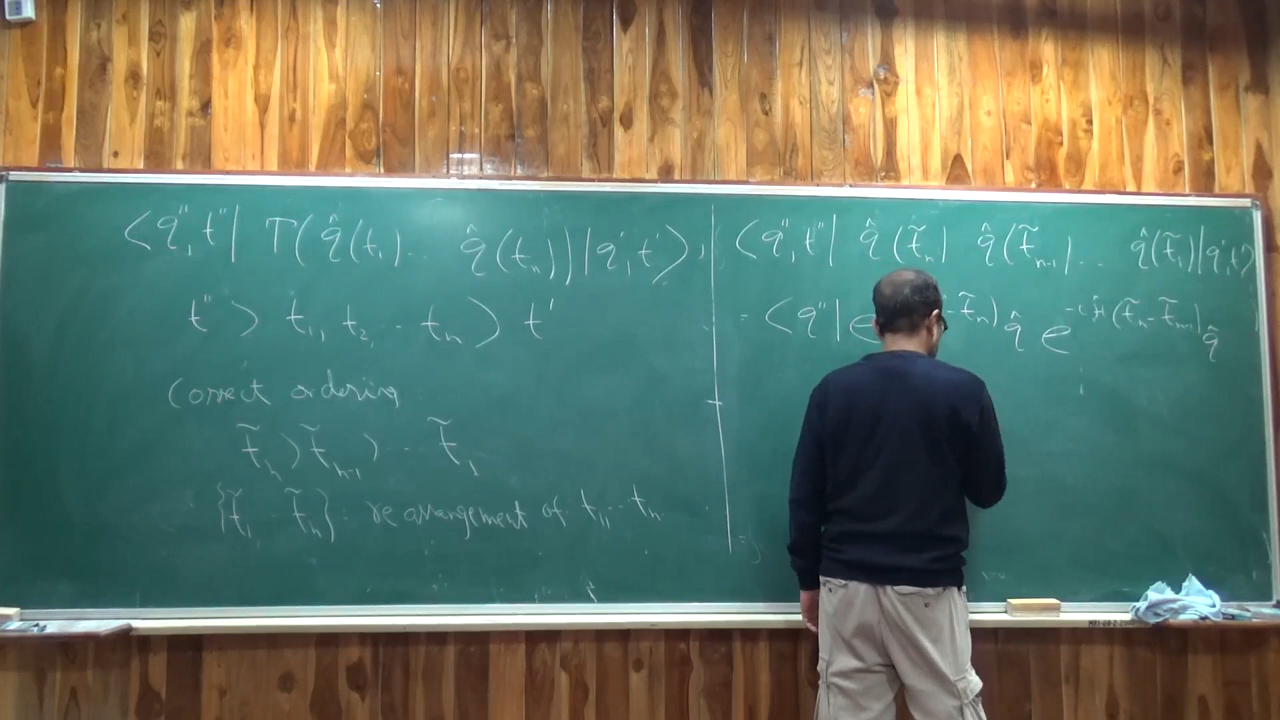 <q'',t''| T(q̂(t₁)... q̂(tₙ))|q',t'>,
t'' > t₁, t₂, .. tₙ > t'
Correct ordering
t̃ₙ > t̃ₙ₋₁ > ... t̃₁
{t̃₁ .. t̃ₙ}: rearrangement of t₁, .. tₙ
<q'',t''| q̂(t̃ₙ) q̂(t̃ₙ₋₁)... q̂(t̃₁)|q',t'>
= <q''| e -t̃ₙ) q̂ e^{-iĤ(t̃ₙ-t̃ₙ₋₁)} q̂